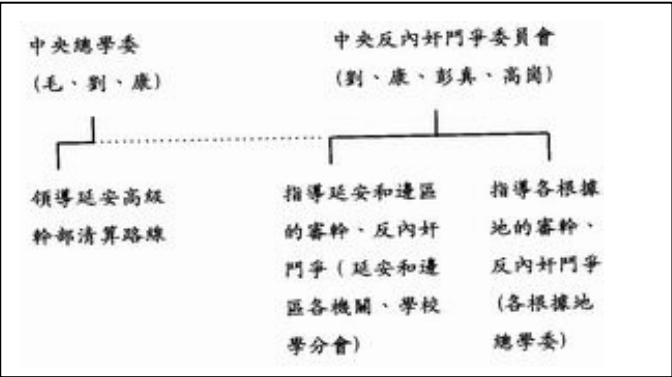 中央總學委
(毛、劉、康)
中央反內奸鬥爭委員會
(劉、康、彭真、高崗)
領導延安高級
幹部清算路線
指導延安和邊區
的審幹、反內奸
鬥爭(延安和邊
區各機關、學校
學分會)
指導各根據
地的審幹、
反內奸鬥爭
(各根據地
總學委)